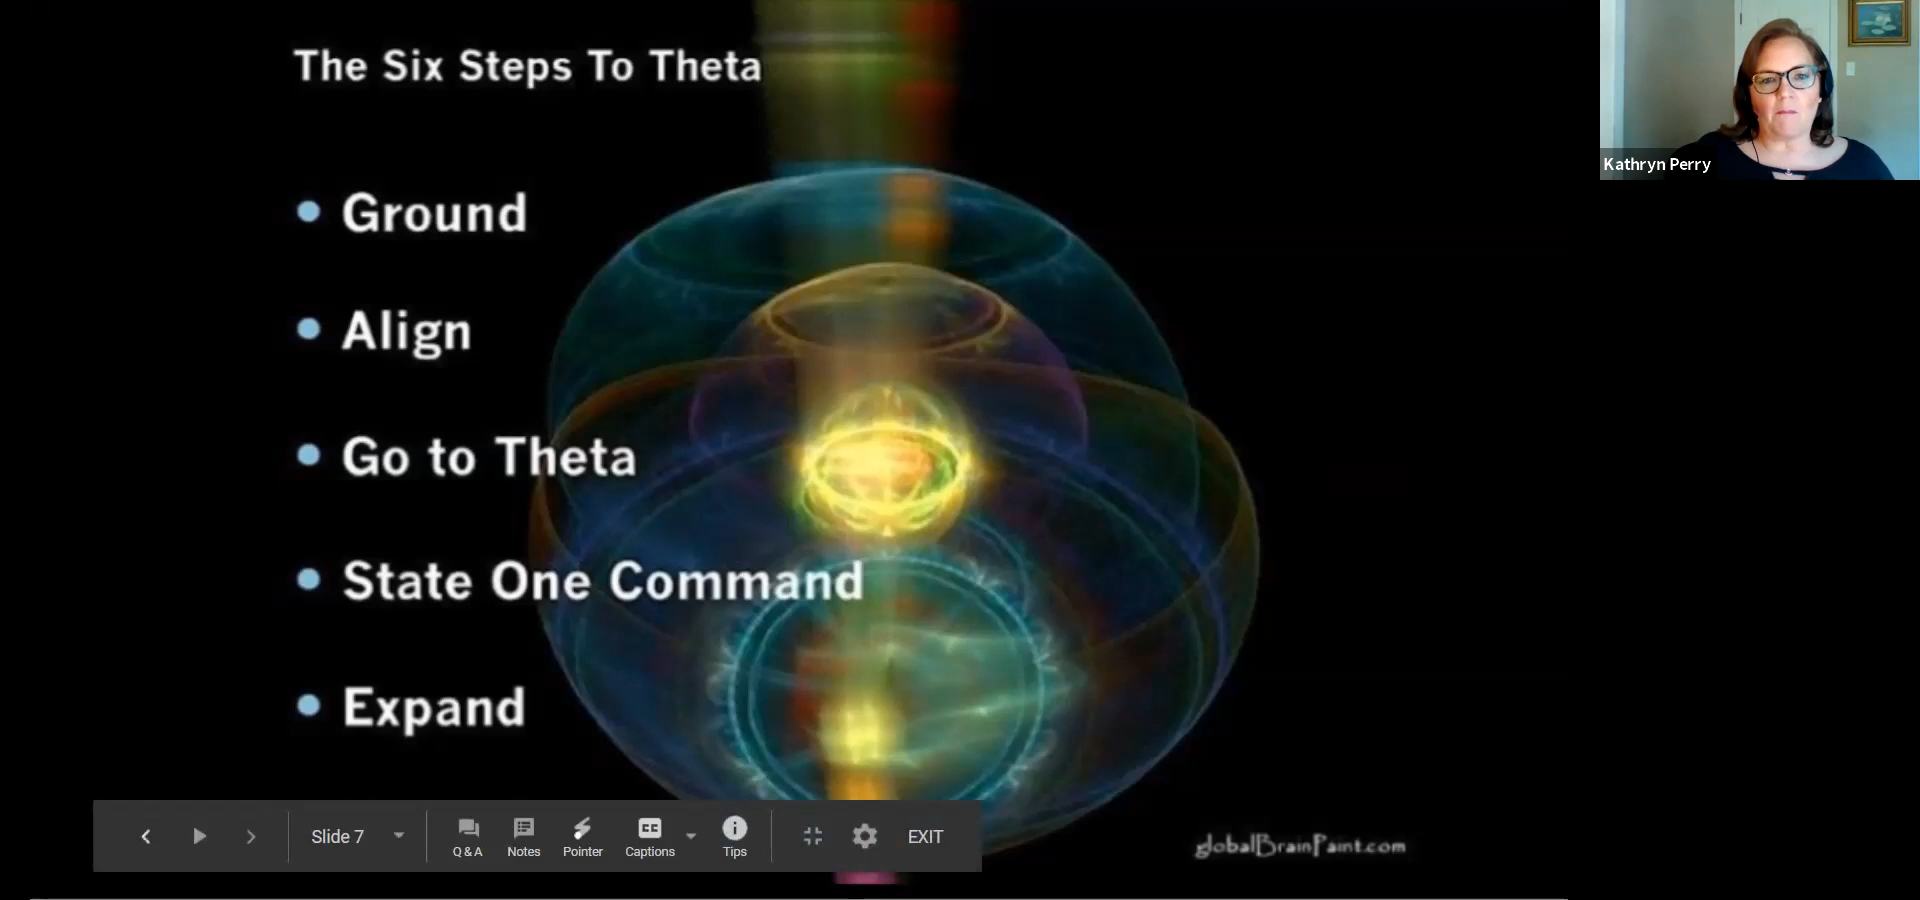 The Six Steps To Theta
Kathryn Perry
Ground
Align
Go to Theta
State One Command
Expand
Slide 7
Q & A
Notes
Pointer
CC
Captions
Tips
EXIT
globalBrainPaint.com